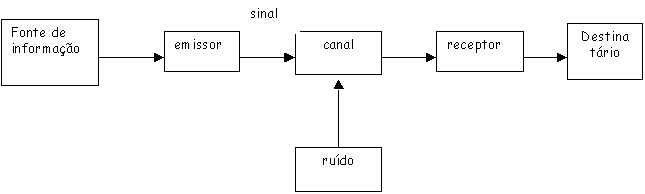 sinal
Fonte de
informação
emissor
canal
receptor
Destina
tário
ruído